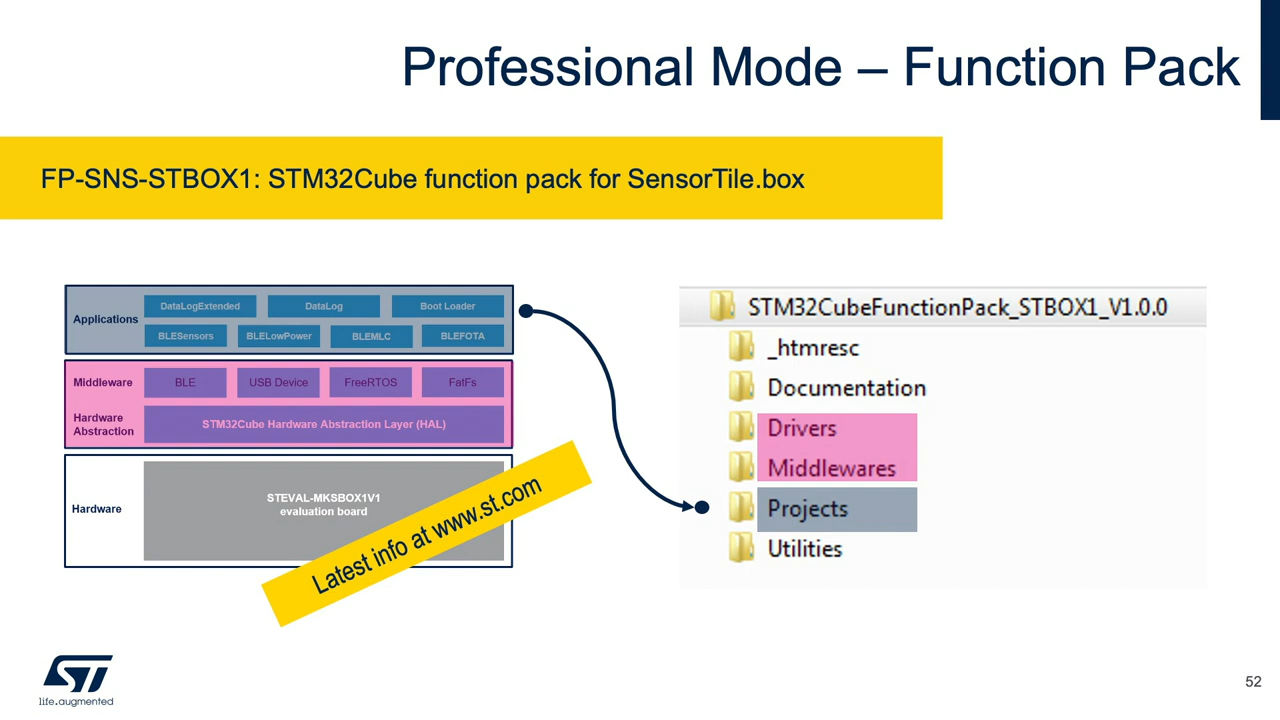 Professional Mode – Function Pack
FP-SNS-STBOX1: STM32Cube function pack for SensorTile.box
Applications
DataLogExtended
DataLog
Boot Loader
BLESensors
BLELowPower
BLEMLC
BLEFOTA
Middleware
BLE
USB Device
FreeRTOS
FatFs
Hardware
Abstraction
STM32Cube Hardware Abstraction Layer (HAL)
Hardware
STEVAL-MKSBOX1V1
evaluation board
Latest info at www.st.com
STM32CubeFunctionPack_STBOX1_V1.0.0
_htmresc
Documentation
Drivers
Middlewares
Projects
Utilities
ST
life.augmented
52